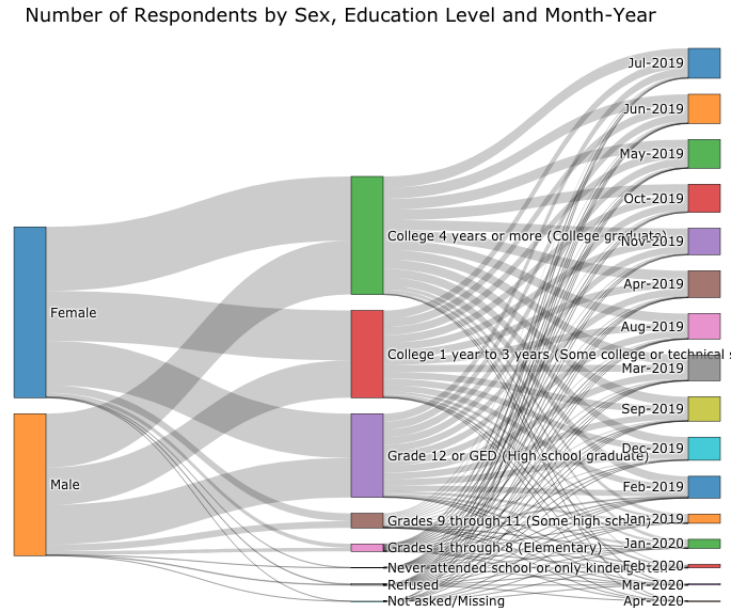 Number of Respondents by Sex, Education Level and Month-Year
Jul-2019
Jun-2019
May-2019
Oct-2019
College 4 years or more (College graduate)
Nov-2019
Apr-2019
Female
Aug-2019
College 1 year to 3 years (Some college or technical s
Mar-2019
Sep-2019
Dec-2019
Grade 12 or GED (High school graduate)
Male
Feb-2019
Grades 9 through 11 (Some high school)
Jan-2019
Jan-2020
Grades 1 through 8 (Elementary)
Never attended school or only kindergarten
Feb-2020
Refused
Mar-2020
Not asked/Missing
Apr-2020